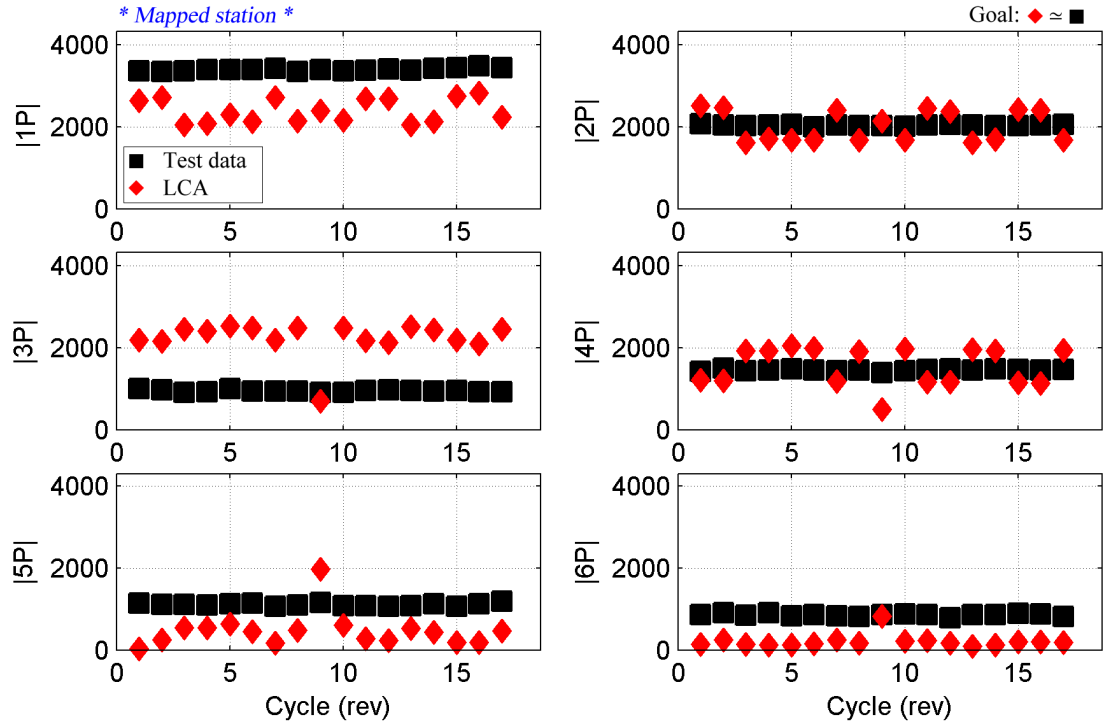 * Mapped station *
Goal: ♦ ≃ ■
|1P|
4000
2000
0
0 5 10 15
Test data
LCA
|2P|
4000
2000
0
0 5 10 15
|3P|
4000
2000
0
0 5 10 15
|4P|
4000
2000
0
0 5 10 15
|5P|
4000
2000
0
0 5 10 15
Cycle (rev)
|6P|
4000
2000
0
0 5 10 15
Cycle (rev)